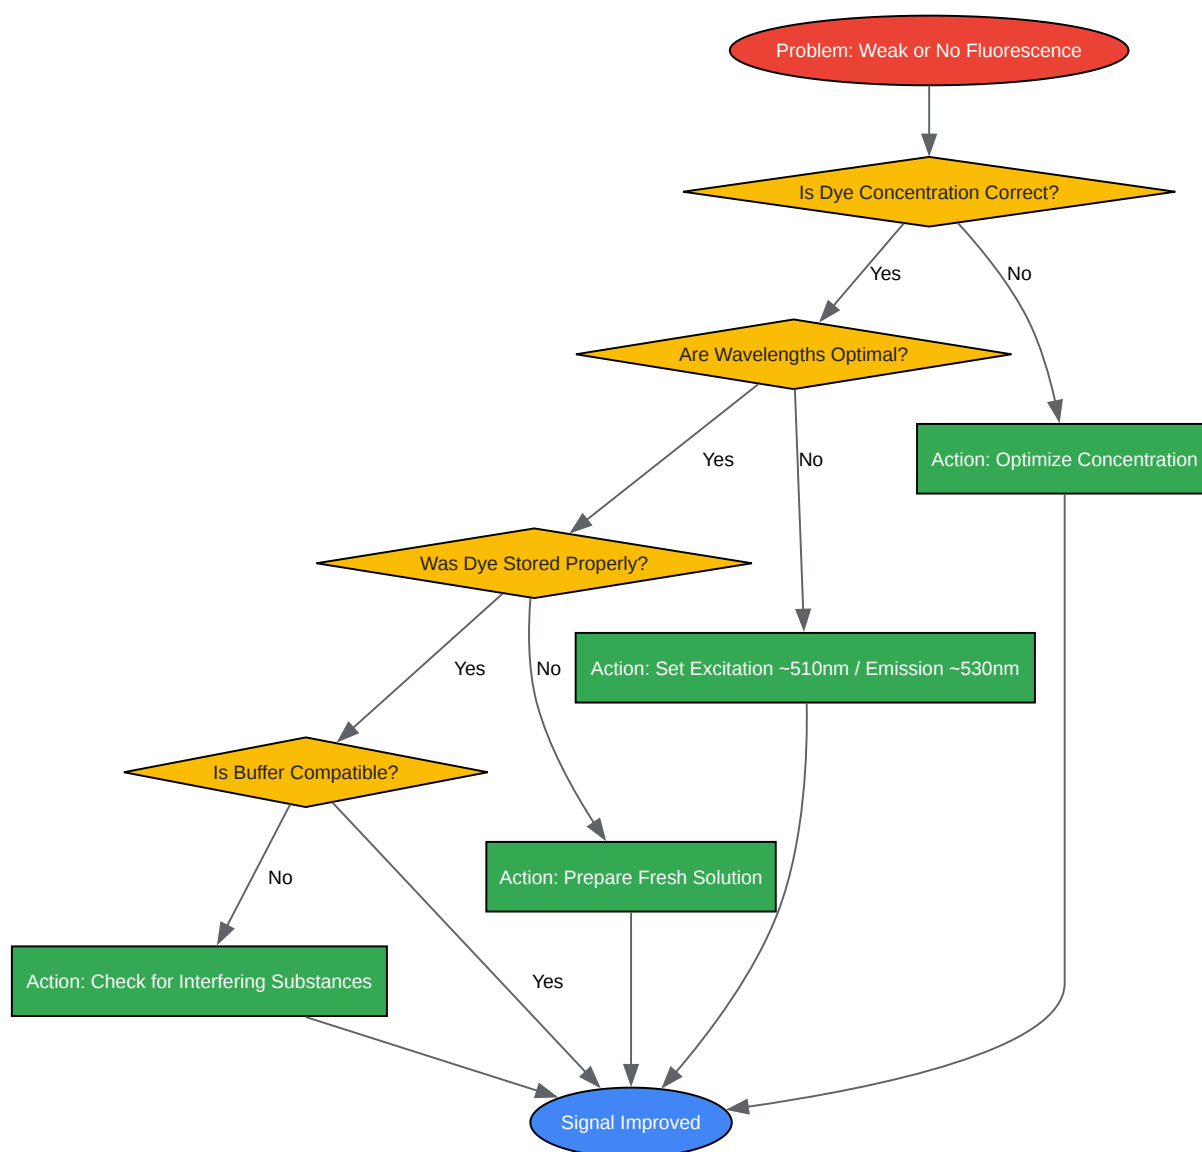 Problem: Weak or No Fluorescence
Is Dye Concentration Correct?
Yes
No
Are Wavelengths Optimal?
Yes
No
Action: Optimize Concentration
Was Dye Stored Properly?
Yes
No
Action: Set Excitation ~510nm / Emission ~530nm
Is Buffer Compatible?
No
Action: Prepare Fresh Solution
Action: Check for Interfering Substances
Yes
Signal Improved